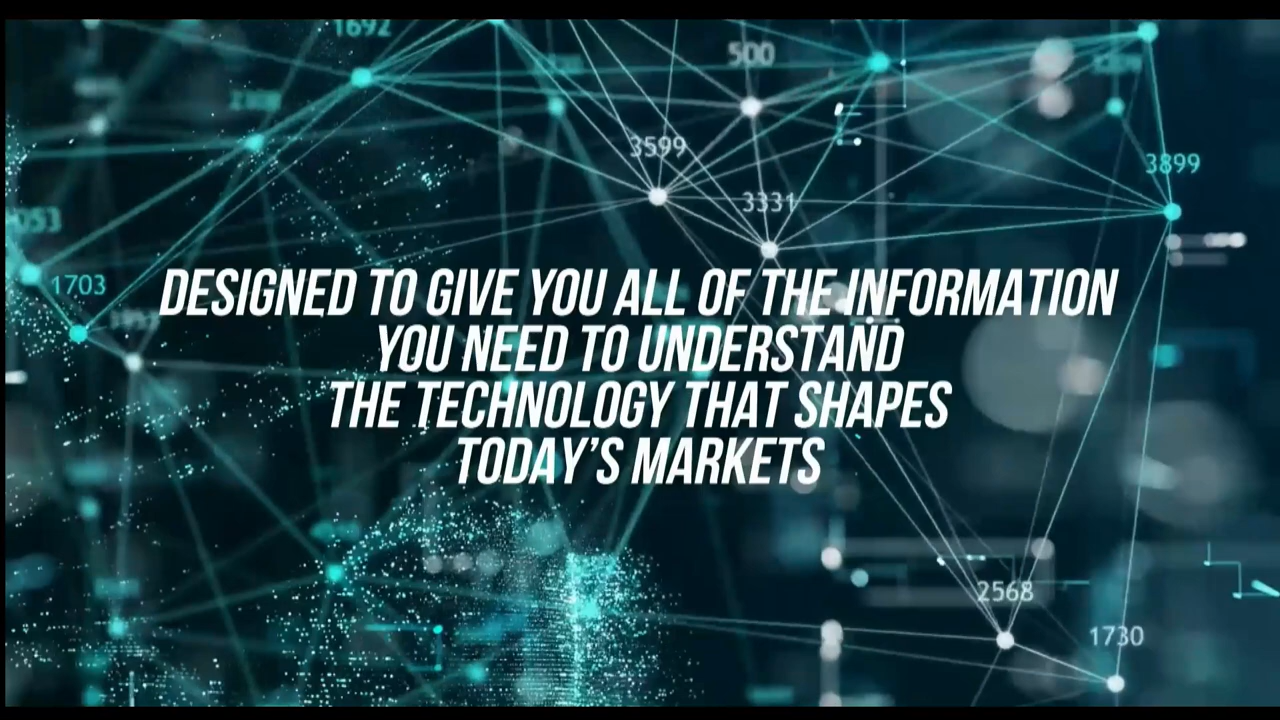 1692
500
3599
3899
3331
1703
DESIGNED TO GIVE YOU ALL OF THE INFORMATION
YOU NEED TO UNDERSTAND
THE TECHNOLOGY THAT SHAPES
TODAY'S MARKETS
2568
1730